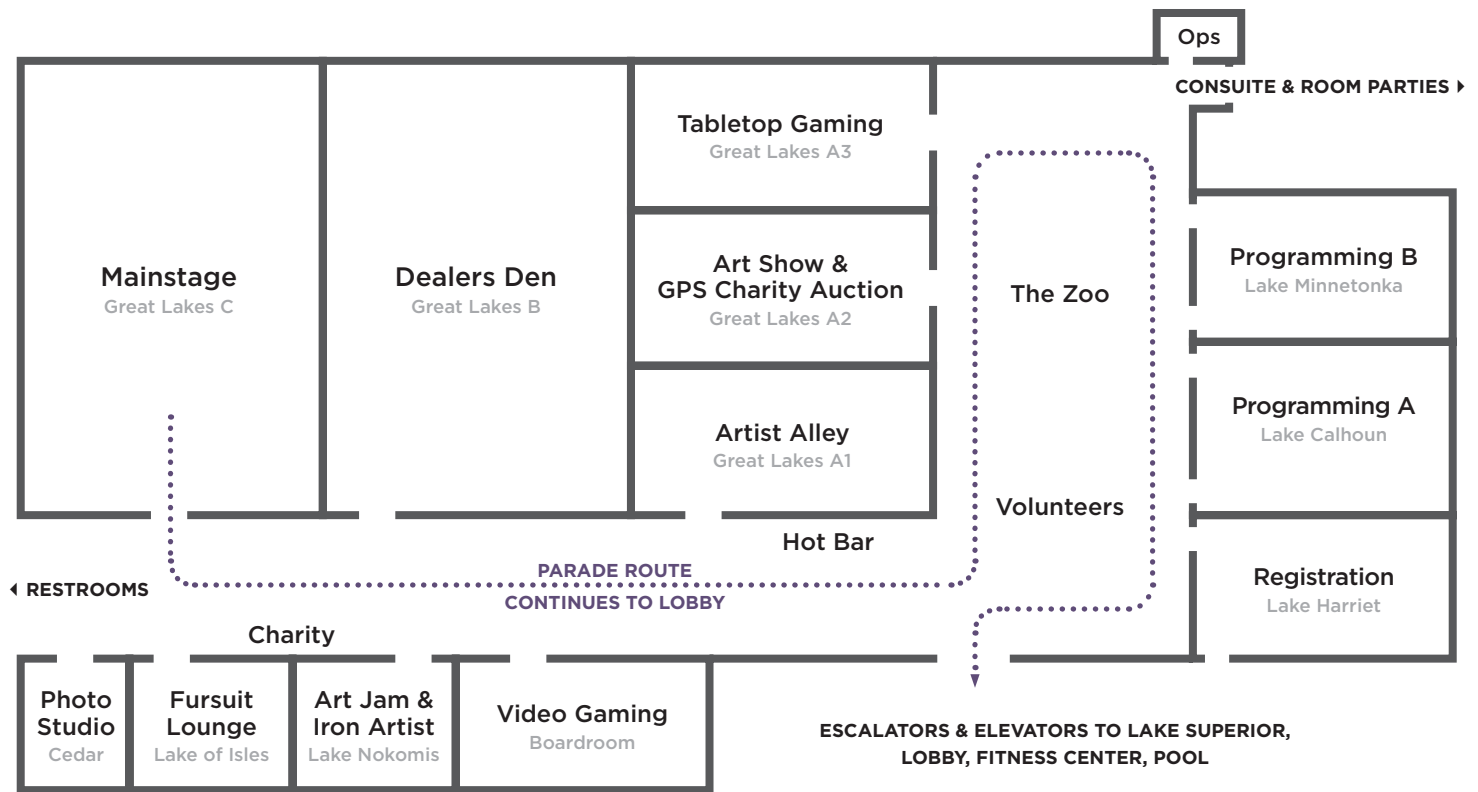 Ops
CONSUITE & ROOM PARTIES
Tabletop Gaming
Great Lakes A3
Mainstage
Great Lakes C
Dealers Den
Great Lakes B
Art Show &
GPS Charity Auction
Great Lakes A2
The Zoo
Programming B
Lake Minnetonka
Artist Alley
Great Lakes A1
Programming A
Lake Calhoun
Volunteers
Hot Bar
PARADE ROUTE
CONTINUES TO LOBBY
RESTROOMS
Registration
Lake Harriet
Charity
Photo
Studio
Cedar
Fursuit
Lounge
Lake of Isles
Art Jam &
Iron Artist
Lake Nokomis
Video Gaming
Boardroom
ESCALATORS & ELEVATORS TO LAKE SUPERIOR,
LOBBY, FITNESS CENTER, POOL